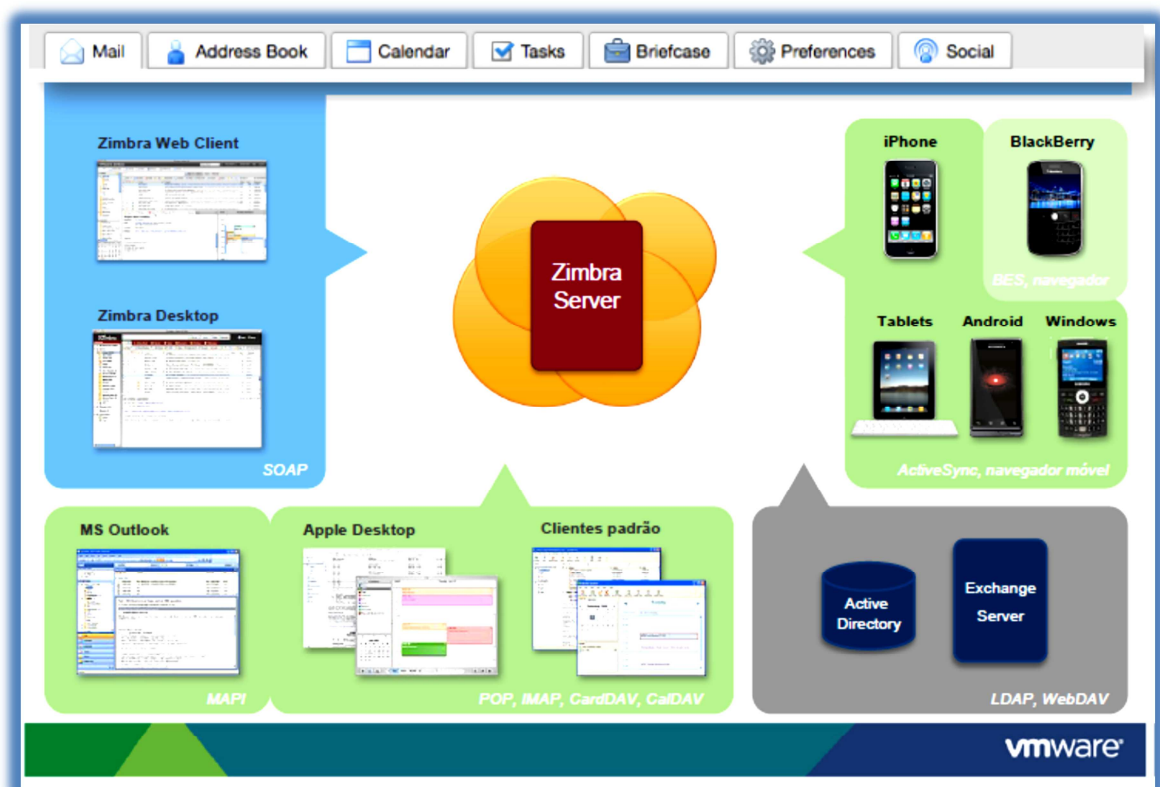 Mail
Address Book
Calendar
Tasks
Briefcase
Preferences
Social
Zimbra Web Client
Zimbra Desktop
SOAP
Zimbra
Server
iPhone
BlackBerry
BES, navegador
Tablets
Android
Windows
ActiveSync, navegador móvel
MS Outlook
MAPI
Apple Desktop
Clientes padrão
POP, IMAP, CardDAV, CalDAV
Active
Directory
Exchange
Server
LDAP, WebDAV
vmware